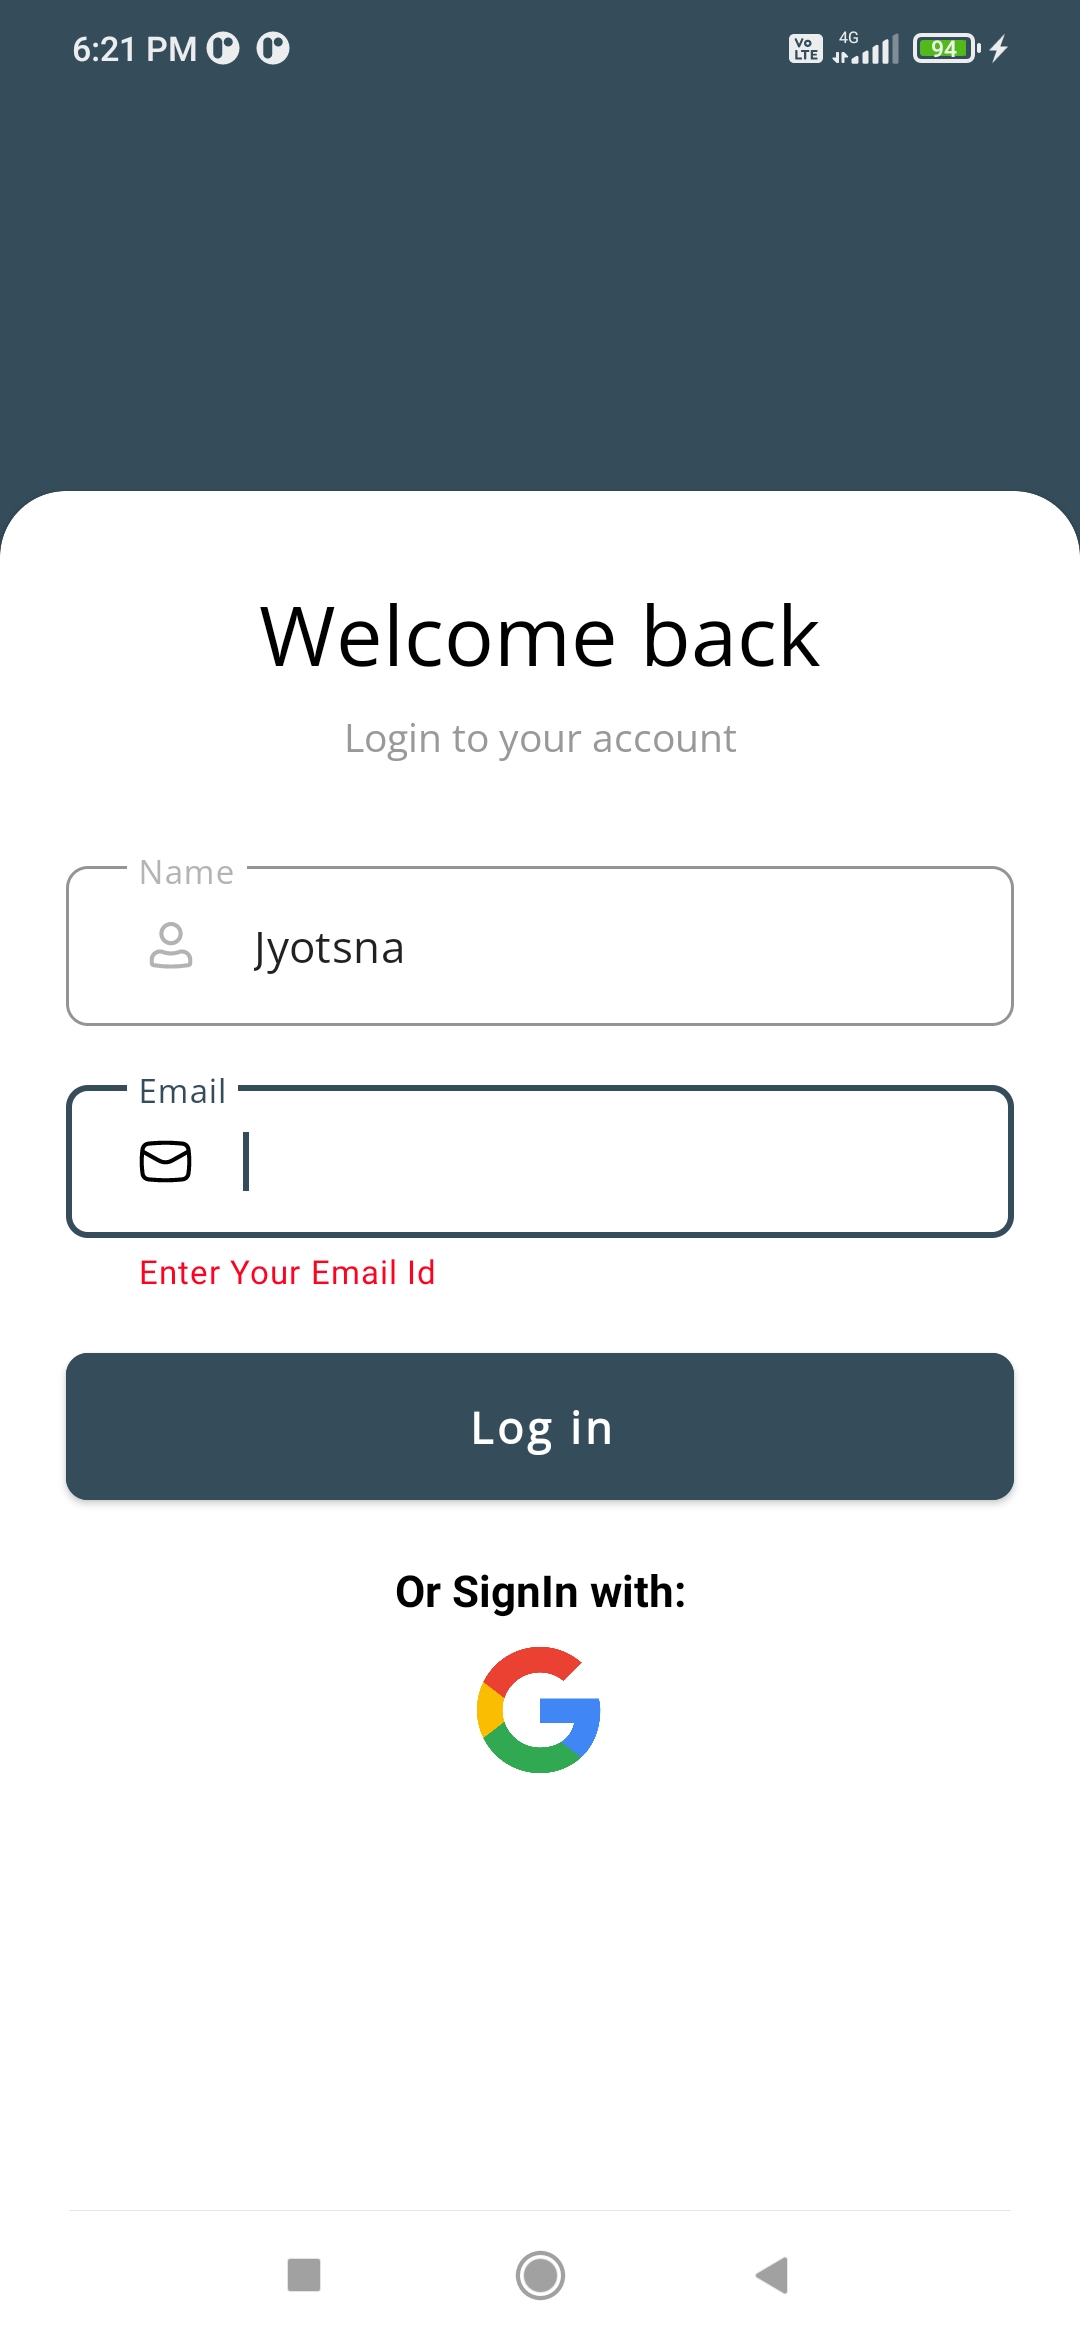 6:21 PM
Vo LTE 4G 94
Welcome back
Login to your account
Name
Jyotsna
Email
Enter Your Email Id
Log in
Or SignIn with: